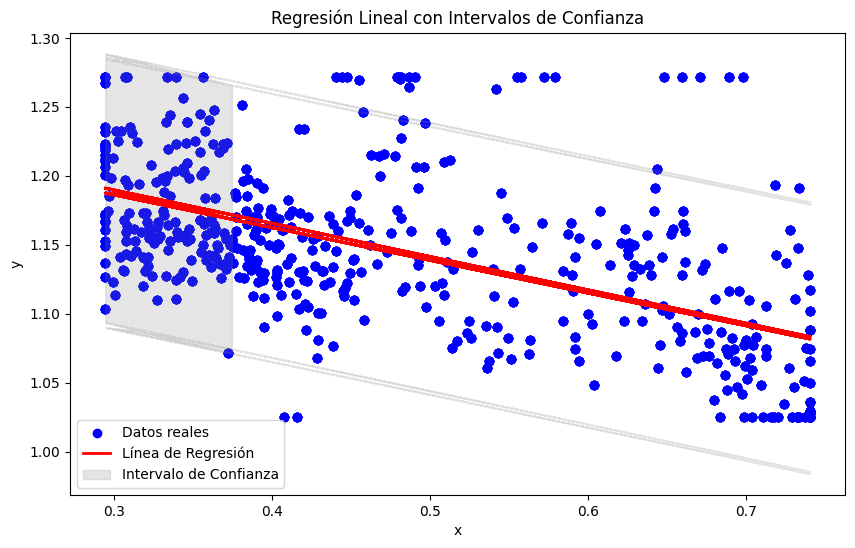 Regresión Lineal con Intervalos de Confianza
1.30
1.25
1.20
1.15
1.10
1.05
1.00
y
Datos reales
Línea de Regresión
Intervalo de Confianza
0.3 0.4 0.5 0.6 0.7
x